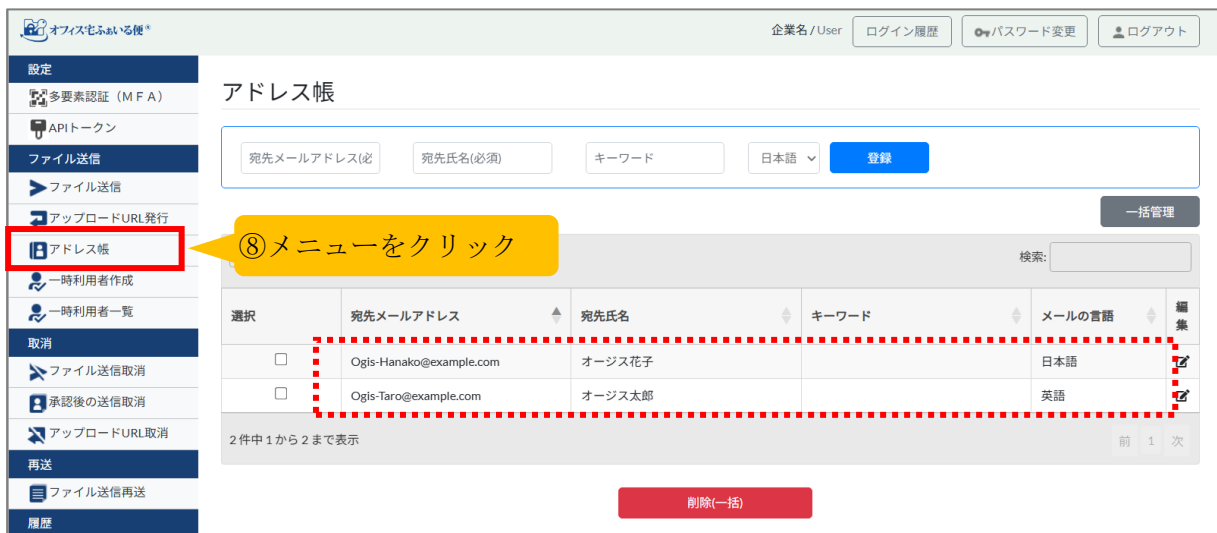 オフィス宅ふぁいる便®
企業名 / User
ログイン履歴
パスワード変更
ログアウト
設定
多要素認証（ＭＦＡ）
APIトークン
ファイル送信
ファイル送信
アップロードURL発行
アドレス帳
一時利用者作成
一時利用者一覧
取消
ファイル送信取消
承認後の送信取消
アップロードURL取消
再送
ファイル送信再送
履歴
アドレス帳
宛先メールアドレス(必
宛先氏名(必須)
キーワード
日本語
登録
一括管理
⑧メニューをクリック
検索:
選択 宛先メールアドレス 宛先氏名 キーワード メールの言語 編集
Ogis-Hanako@example.com オージス花子 日本語
Ogis-Taro@example.com オージス太郎 英語
2 件中 1 から 2 まで表示
前 1 次
削除(一括)